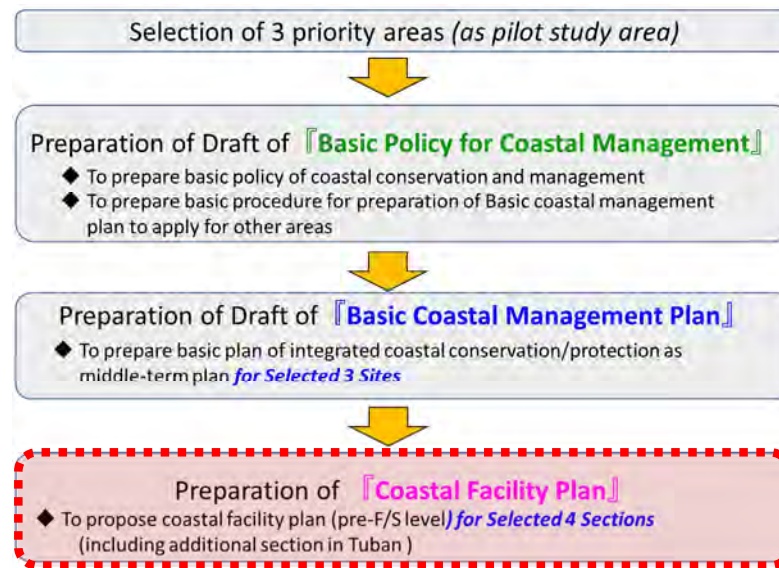 Selection of 3 priority areas (as pilot study area)
Preparation of Draft of『Basic Policy for Coastal Management』
◆ To prepare basic policy of coastal conservation and management
◆ To prepare basic procedure for preparation of Basic coastal management
plan to apply for other areas
Preparation of Draft of『Basic Coastal Management Plan』
◆ To prepare basic plan of integrated coastal conservation/protection as
middle-term plan for Selected 3 Sites
Preparation of 『Coastal Facility Plan』
◆ To propose coastal facility plan (pre-F/S level) for Selected 4 Sections
(including additional section in Tuban )